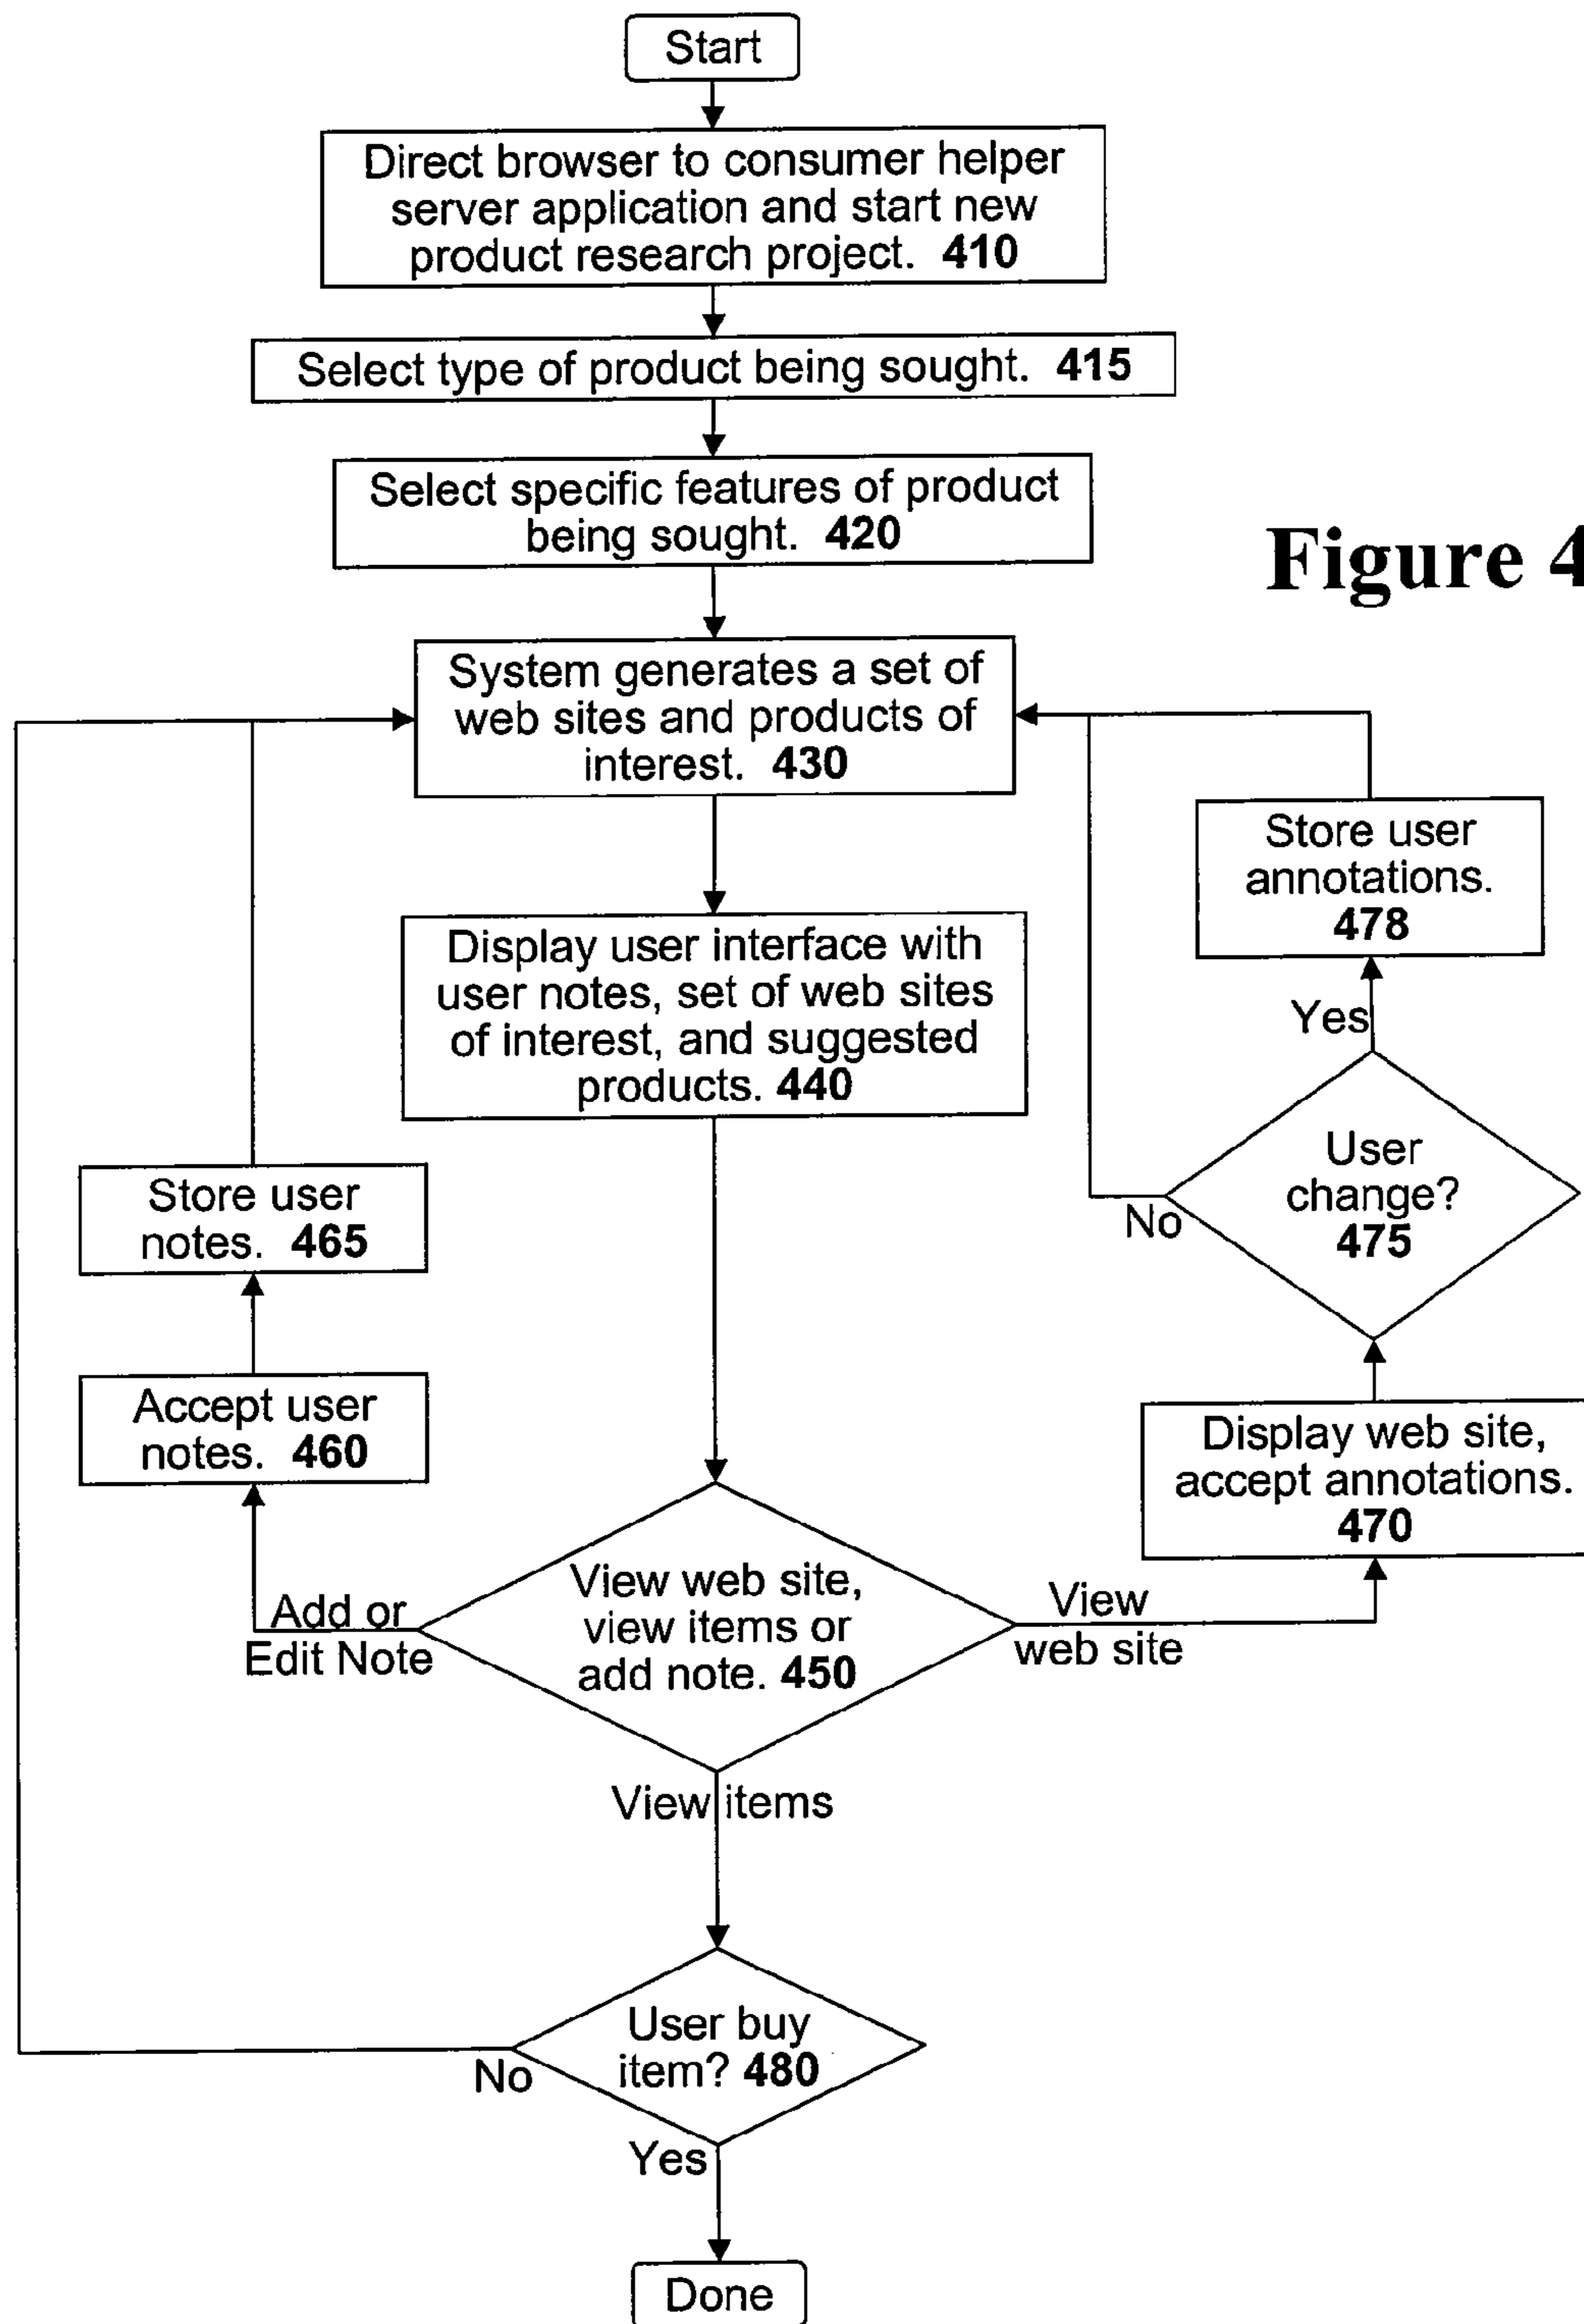 Start
Direct browser to consumer helper
server application and start new
product research project. 410
Select type of product being sought. 415
Select specific features of product
being sought. 420
Figure 4
System generates a set of
web sites and products of
interest. 430
Store user
annotations.
478
Display user interface with
user notes, set of web sites
of interest, and suggested
products. 440
Yes
User
change?
475
No
Store user
notes. 465
Accept user
notes. 460
Display web site,
accept annotations.
470
View web site,
view items or
add note. 450
Add or
Edit Note
View
web site
View items
User buy
item? 480
No
Yes
Done